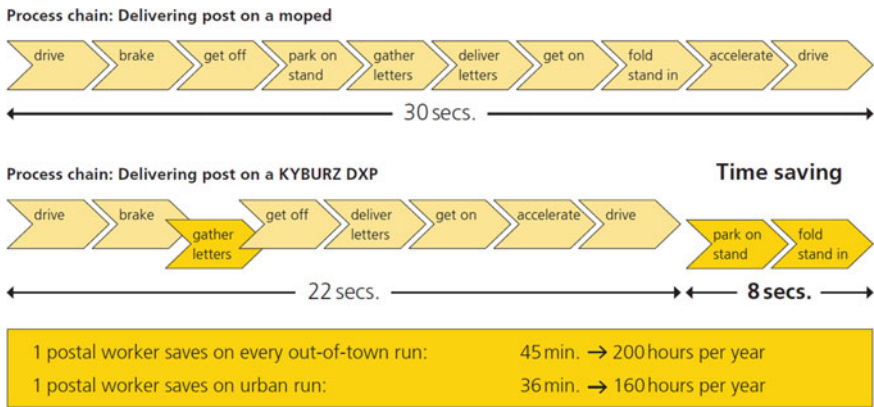 Process chain: Delivering post on a moped
drive
brake
get off
park on
stand
gather
letters
deliver
letters
get on
fold
stand in
accelerate
drive
30 secs.
Process chain: Delivering post on a KYBURZ DXP
Time saving
drive
brake
gather
letters
get off
deliver
letters
get on
accelerate
drive
park on
stand
fold
stand in
22 secs.
8 secs.
1 postal worker saves on every out-of-town run: 45 min. → 200 hours per year
1 postal worker saves on urban run: 36 min. → 160 hours per year